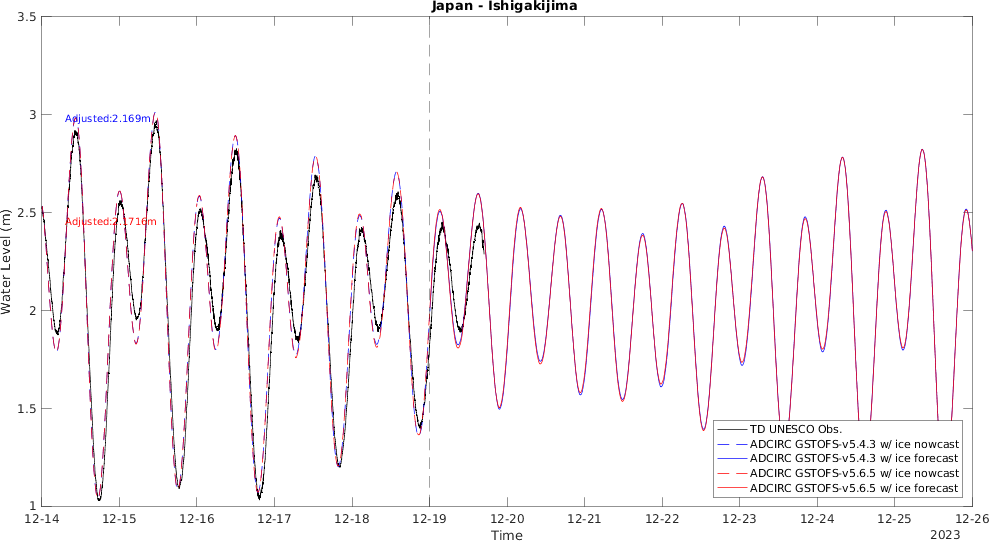 Japan - Ishigakijima
Water Level (m)
3.5
3
2.5
2
1.5
1
Adjusted:2.169m
Adjusted:2.1716m
TD UNESCO Obs.
ADCIRC GSTOFS-v5.4.3 w/ ice nowcast
ADCIRC GSTOFS-v5.4.3 w/ ice forecast
ADCIRC GSTOFS-v5.6.5 w/ ice nowcast
ADCIRC GSTOFS-v5.6.5 w/ ice forecast
12-14 12-15 12-16 12-17 12-18 12-19 12-20 12-21 12-22 12-23 12-24 12-25 12-26
Time
2023